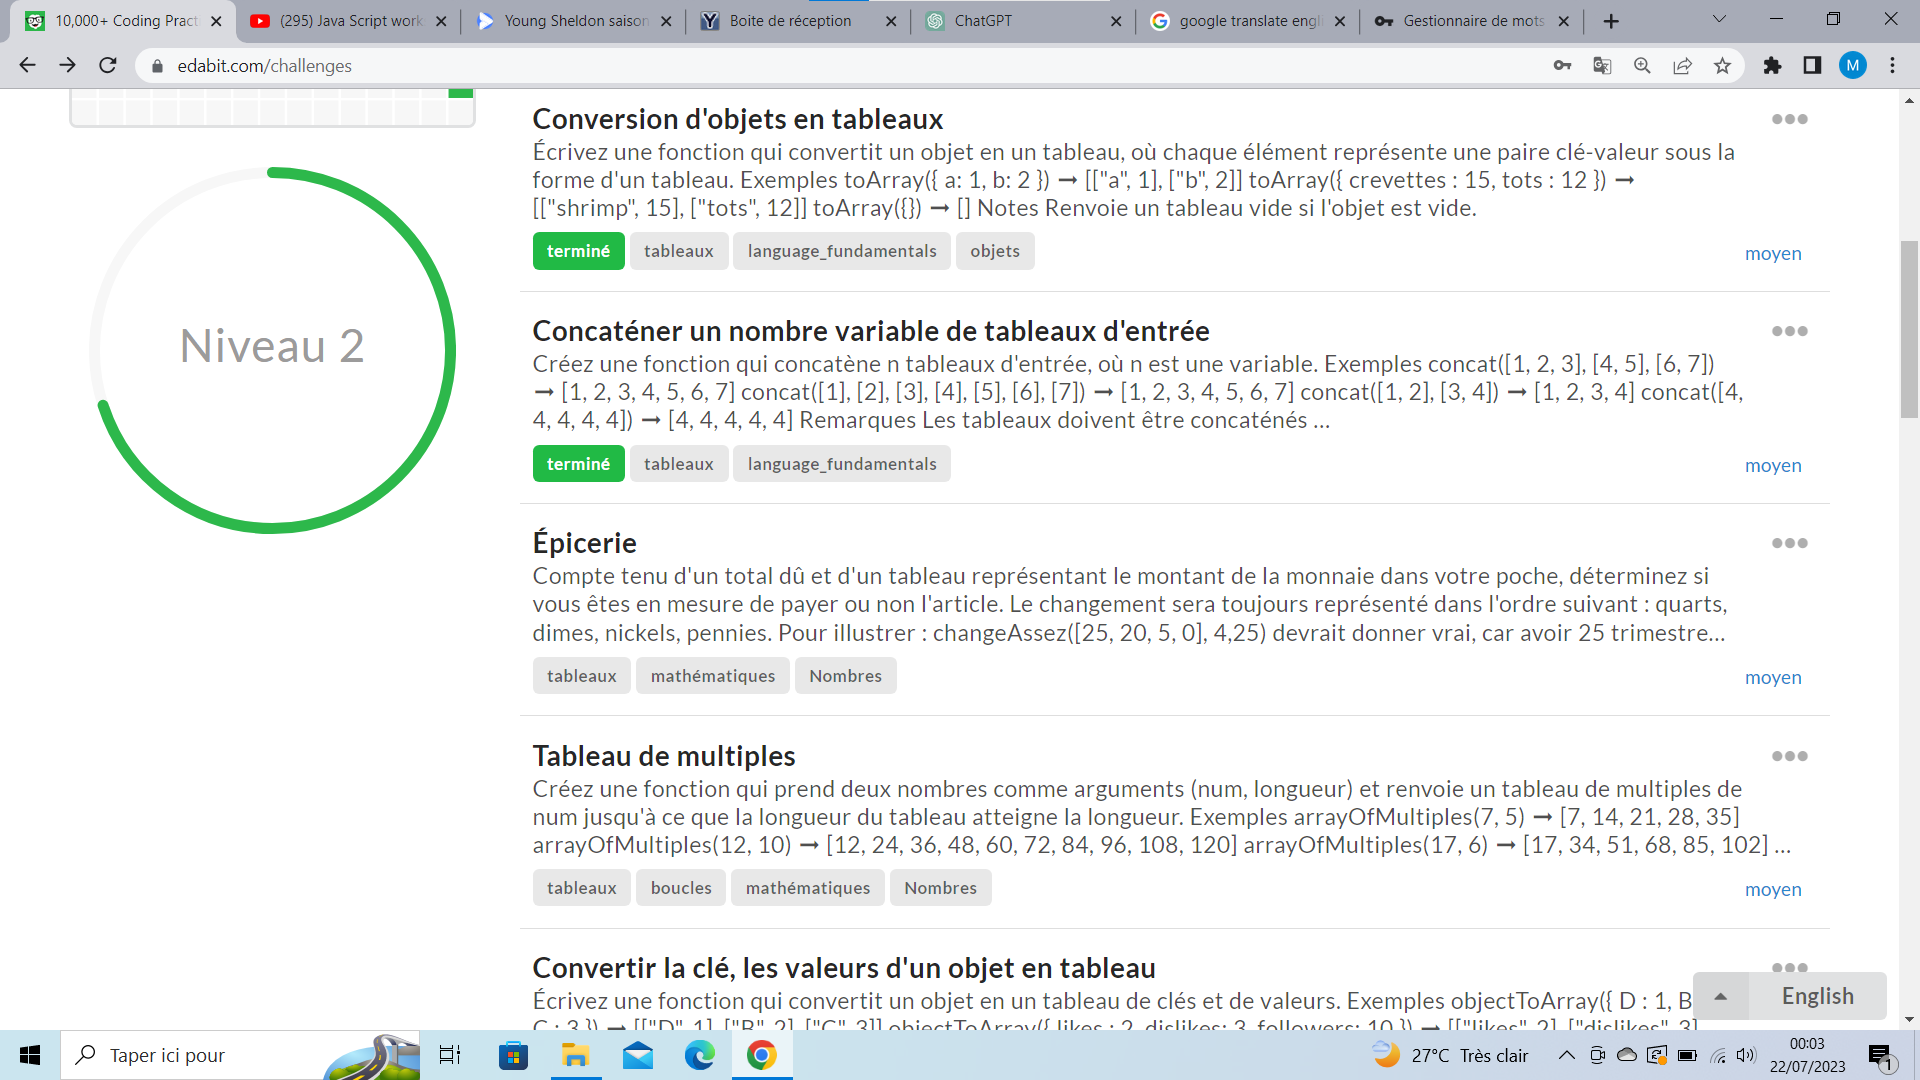 10,000+ Coding Pract
(295) Java Script work
Young Sheldon saison
Boite de réception
ChatGPT
google translate engl
Gestionnaire de mots
edabit.com/challenges
M
Niveau 2
Conversion d'objets en tableaux
Écrivez une fonction qui convertit un objet en un tableau, où chaque élément représente une paire clé-valeur sous la
forme d'un tableau. Exemples toArray({ a: 1, b: 2 }) ➞ [["a", 1], ["b", 2]] toArray({ crevettes : 15, tots : 12 }) ➞
[["shrimp", 15], ["tots", 12]] toArray({}) ➞ [] Notes Renvoie un tableau vide si l'objet est vide.
terminé tableaux language_fundamentals objets
moyen
Concaténer un nombre variable de tableaux d'entrée
Créez une fonction qui concatène n tableaux d'entrée, où n est une variable. Exemples concat([1, 2, 3], [4, 5], [6, 7])
➞ [1, 2, 3, 4, 5, 6, 7] concat([1], [2], [3], [4], [5], [6], [7]) ➞ [1, 2, 3, 4, 5, 6, 7] concat([1, 2], [3, 4]) ➞ [1, 2, 3, 4] concat([4,
4, 4, 4, 4]) ➞ [4, 4, 4, 4, 4] Remarques Les tableaux doivent être concaténés ...
terminé tableaux language_fundamentals
moyen
Épicerie
Compte tenu d'un total dû et d'un tableau représentant le montant de la monnaie dans votre poche, déterminez si
vous êtes en mesure de payer ou non l'article. Le changement sera toujours représenté dans l'ordre suivant : quarts,
dimes, nickels, pennies. Pour illustrer : changeAssez([25, 20, 5, 0], 4,25) devrait donner vrai, car avoir 25 trimestre...
tableaux mathématiques Nombres
moyen
Tableau de multiples
Créez une fonction qui prend deux nombres comme arguments (num, longueur) et renvoie un tableau de multiples de
num jusqu'à ce que la longueur du tableau atteigne la longueur. Exemples arrayOfMultiples(7, 5) ➞ [7, 14, 21, 28, 35]
arrayOfMultiples(12, 10) ➞ [12, 24, 36, 48, 60, 72, 84, 96, 108, 120] arrayOfMultiples(17, 6) ➞ [17, 34, 51, 68, 85, 102] ...
tableaux boucles mathématiques Nombres
moyen
Convertir la clé, les valeurs d'un objet en tableau
Écrivez une fonction qui convertit un objet en un tableau de clés et de valeurs. Exemples objectToArray({ D : 1, B
C : 3 }) ➞ [["D", 1], ["B", 2], ["C", 3]] objectToArray({ likes : 2, dislikes: 3, followers: 10 }) ➞ [["likes", 2], ["dislikes", 3]
English
Taper ici pour
27°C Très clair
00:03
22/07/2023
1